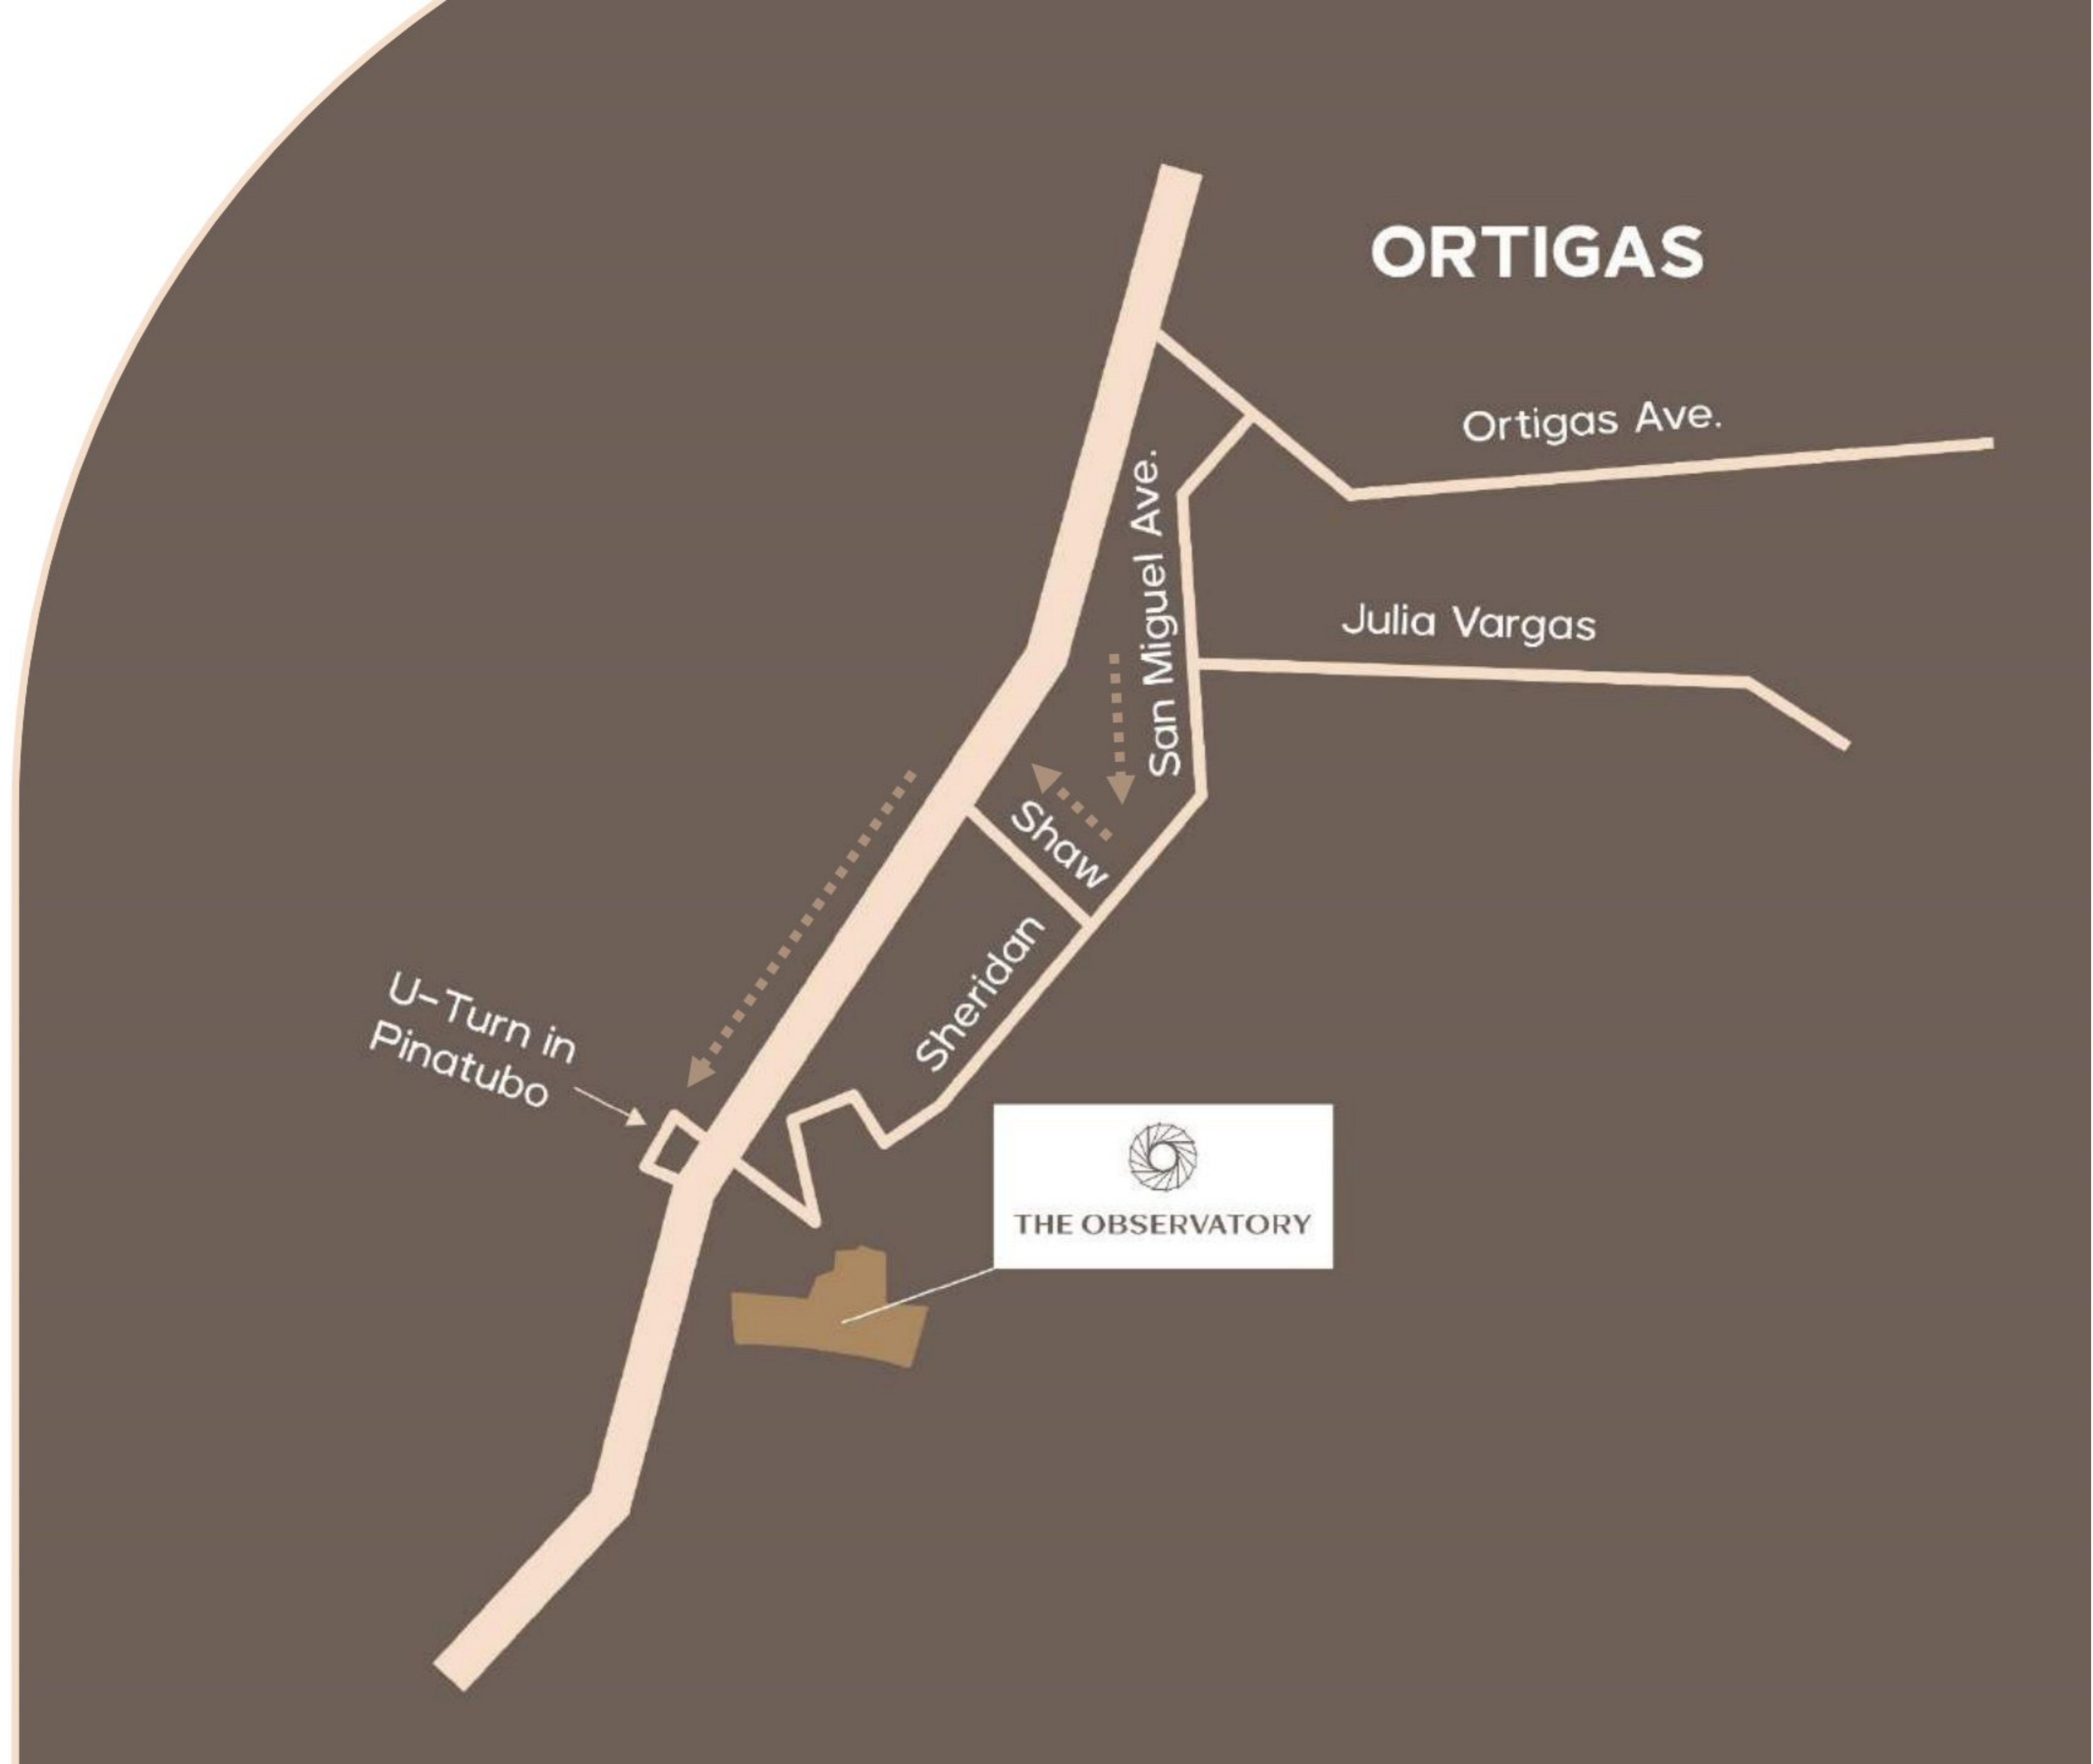 ORTIGAS
Ortigas Ave.
San Miguel Ave.
Julia Vargas
Shaw
Sheridan
U-Turn in
Pinatubo
THE OBSERVATORY